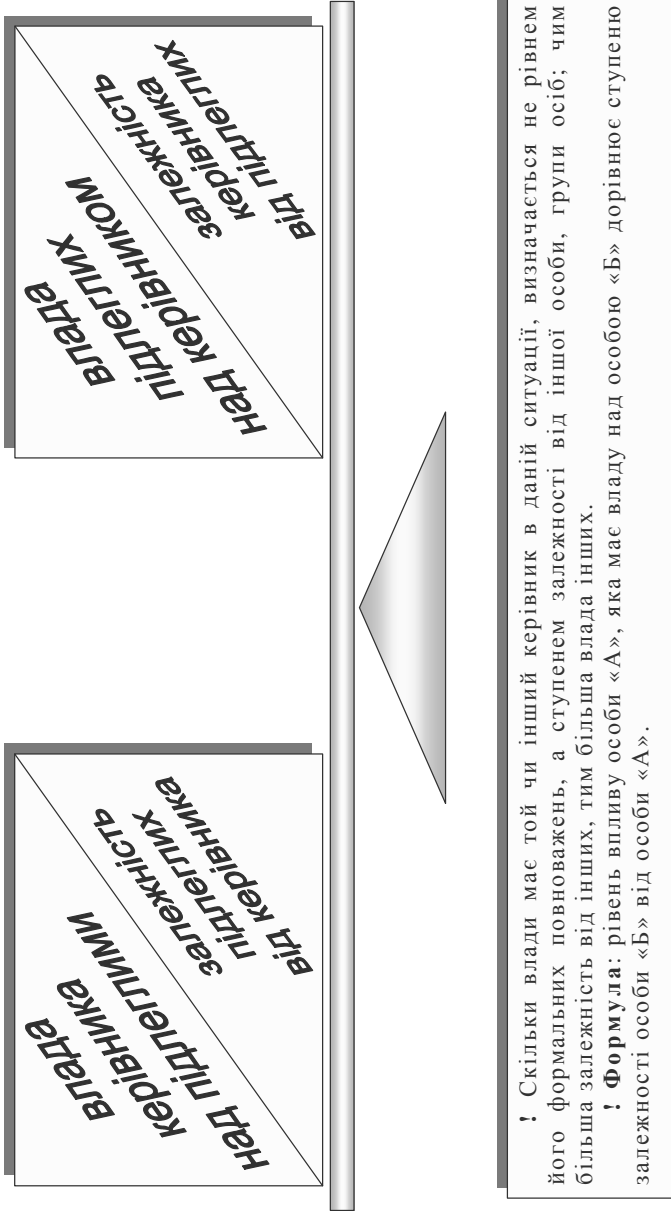 влада
керівника
над підлеглими
залежність
підлеглих
від керівника
влада
підлеглих
над керівником
залежність
керівника
від підлеглих
! Скільки влади має той чи інший керівник в даній ситуації, визначається не рівнем
його формальних повноважень, а ступенем залежності від іншої особи, групи осіб; чим
більша залежність від інших, тим більша влада інших.
! Формула: рівень впливу особи «А», яка має владу над особою «Б» дорівнює ступеню
залежності особи «Б» від особи «А».